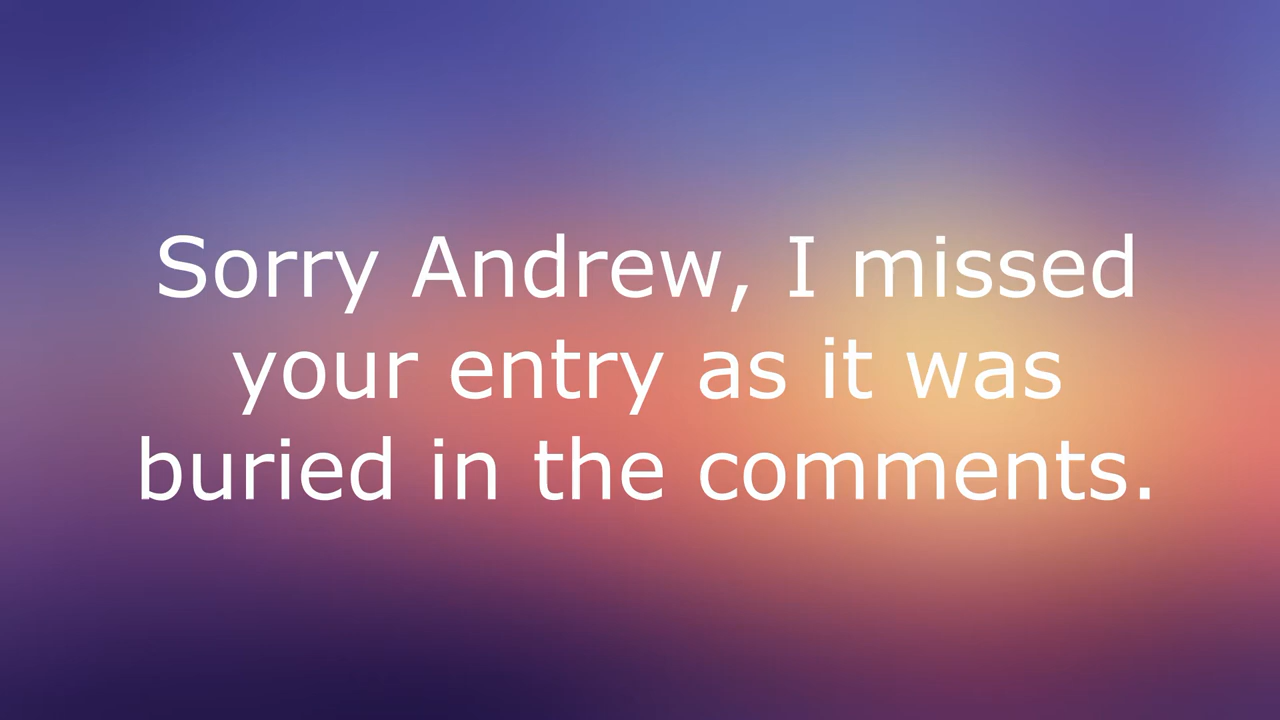 Sorry Andrew, I missed
your entry as it was
buried in the comments.